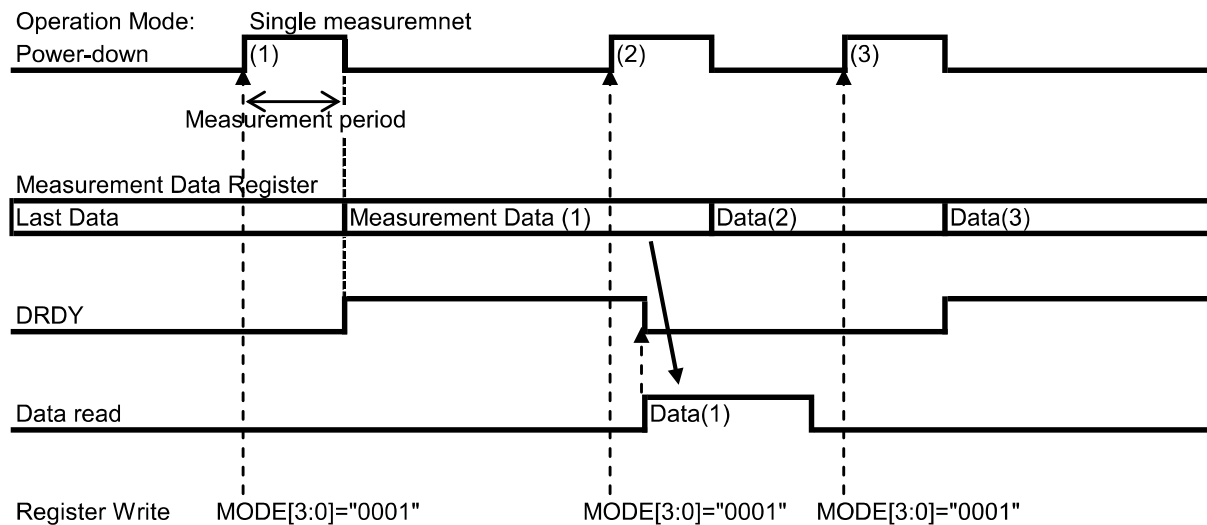 Operation Mode: Single measuremnet
Power-down
(1) (2) (3)
Measurement period
Measurement Data Register
Last Data Measurement Data (1) Data(2) Data(3)
DRDY
Data read Data(1)
Register Write MODE[3:0]="0001" MODE[3:0]="0001" MODE[3:0]="0001"